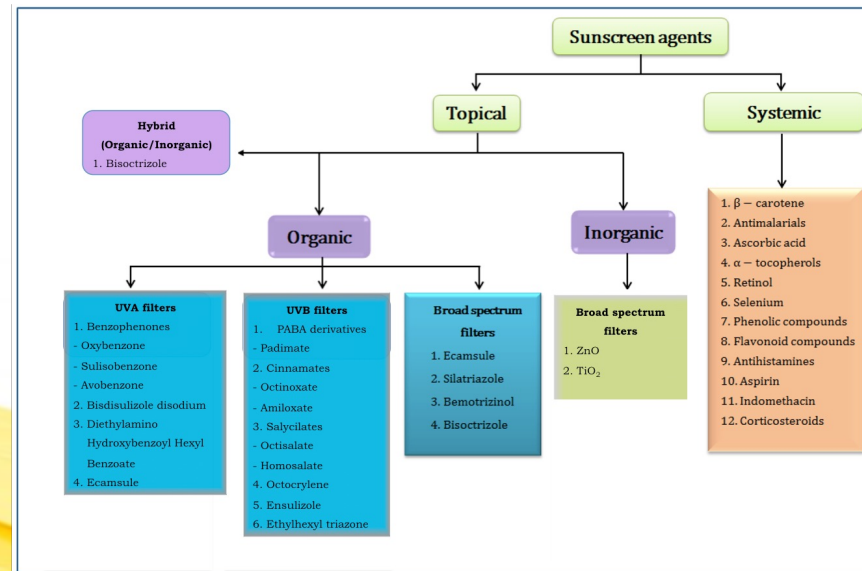 Sunscreen agents
Topical
Systemic
Hybrid
(Organic/Inorganic)
1. Bisoctrizole
Organic
Inorganic
UVA filters
1. Benzophenones
- Oxybenzone
- Sulisobenzone
- Avobenzone
2. Bisdisulizole disodium
3. Diethylamino
Hydroxybenzoyl Hexyl
Benzoate
4. Ecamsule
UVB filters
1. PABA derivatives
- Padimate
2. Cinnamates
- Octinoxate
- Amiloxate
3. Salycilates
- Octisalate
- Homosalate
4. Octocrylene
5. Ensulizole
6. Ethylhexyl triazone
Broad spectrum
filters
1. Ecamsule
2. Silatriazole
3. Bemotrizinol
4. Bisoctrizole
Broad spectrum
filters
1. ZnO
2. TiO₂
1. β – carotene
2. Antimalarials
3. Ascorbic acid
4. α – tocopherols
5. Retinol
6. Selenium
7. Phenolic compounds
8. Flavonoid compounds
9. Antihistamines
10. Aspirin
11. Indomethacin
12. Corticosteroids